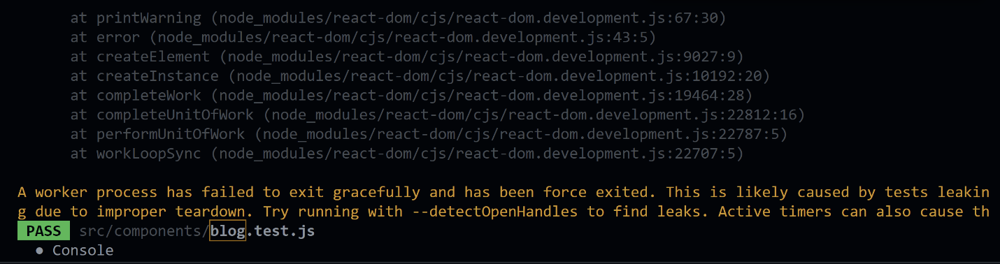 at printWarning (node_modules/react-dom/cjs/react-dom.development.js:67:30)
at error (node_modules/react-dom/cjs/react-dom.development.js:43:5)
at createElement (node_modules/react-dom/cjs/react-dom.development.js:9027:9)
at createInstance (node_modules/react-dom/cjs/react-dom.development.js:10192:20)
at completeWork (node_modules/react-dom/cjs/react-dom.development.js:19464:28)
at completeUnitOfWork (node_modules/react-dom/cjs/react-dom.development.js:22812:16)
at performUnitOfWork (node_modules/react-dom/cjs/react-dom.development.js:22787:5)
at workLoopSync (node_modules/react-dom/cjs/react-dom.development.js:22707:5)
A worker process has failed to exit gracefully and has been force exited. This is likely caused by tests leakin
g due to improper teardown. Try running with --detectOpenHandles to find leaks. Active timers can also cause th
PASS src/components/blog.test.js
● Console